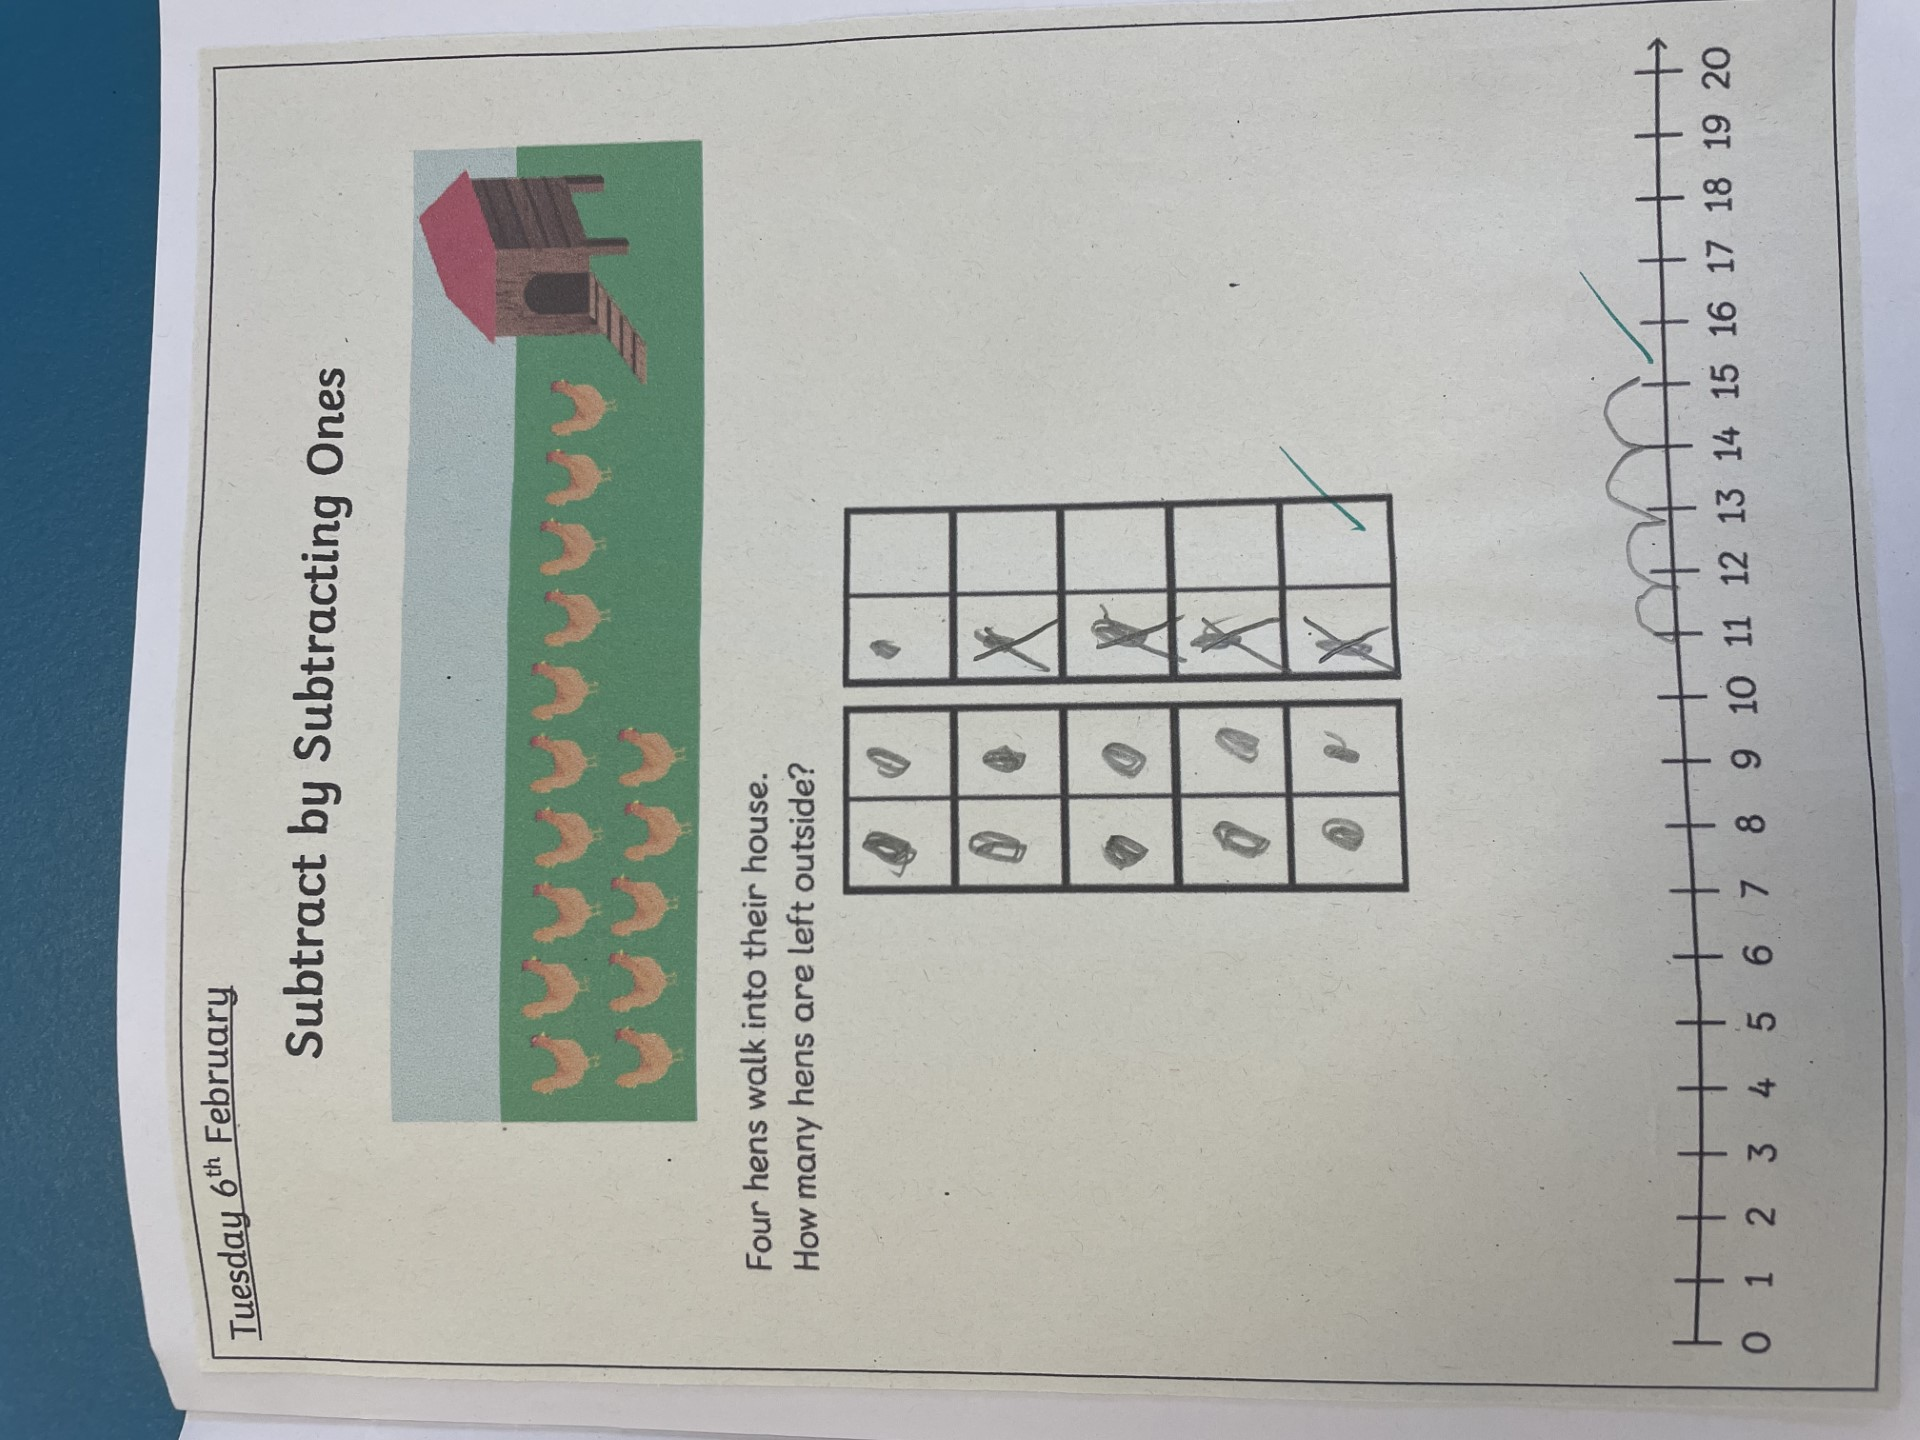 Tuesday 6th February
Subtract by Subtracting Ones
Four hens walk into their house.
How many hens are left outside?
0 1 2 3 4 5 6 7 8 9 10 11 12 13 14 15 16 17 18 19 20